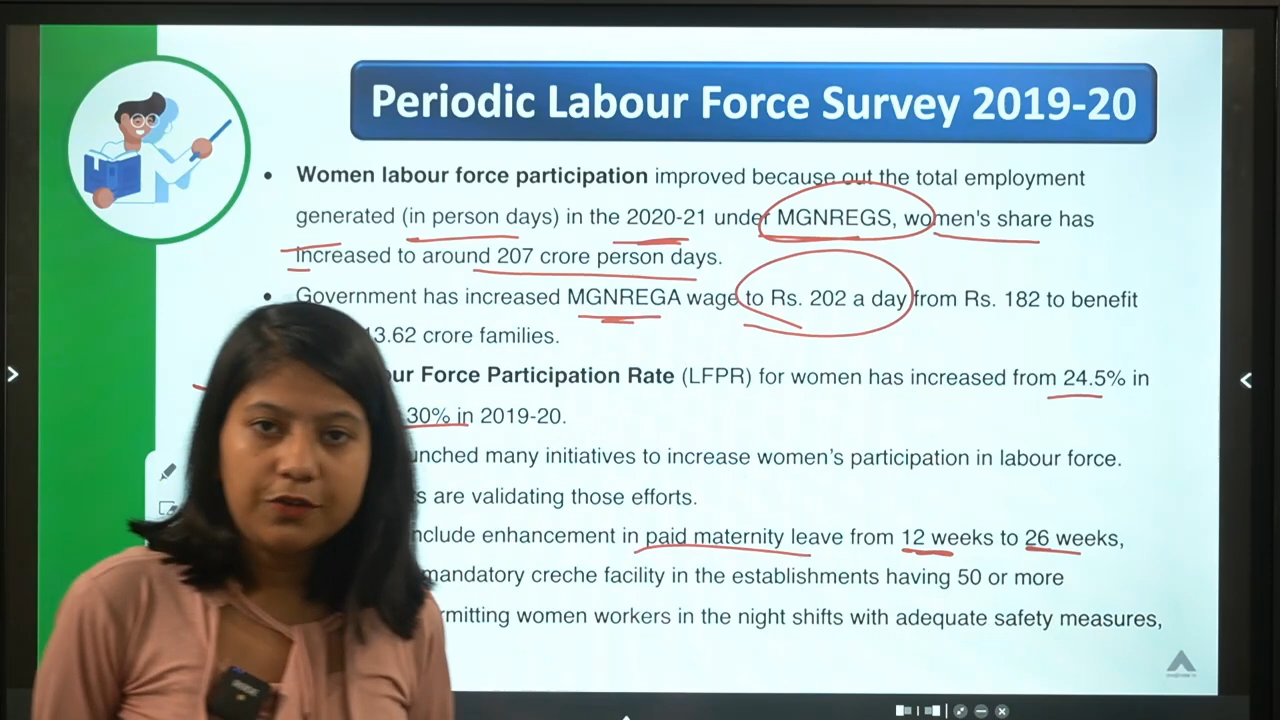 Periodic Labour Force Survey 2019-20
• Women labour force participation improved because out the total employment
generated (in person days) in the 2020-21 under MGNREGS, women's share has
increased to around 207 crore person days.
• Government has increased MGNREGA wage to Rs. 202 a day from Rs. 182 to benefit
3.62 crore families.
our Force Participation Rate (LFPR) for women has increased from 24.5% in
30% in 2019-20.
unched many initiatives to increase women's participation in labour force.
s are validating those efforts.
nclude enhancement in paid maternity leave from 12 weeks to 26 weeks,
mandatory creche facility in the establishments having 50 or more
rmitting women workers in the night shifts with adequate safety measures,